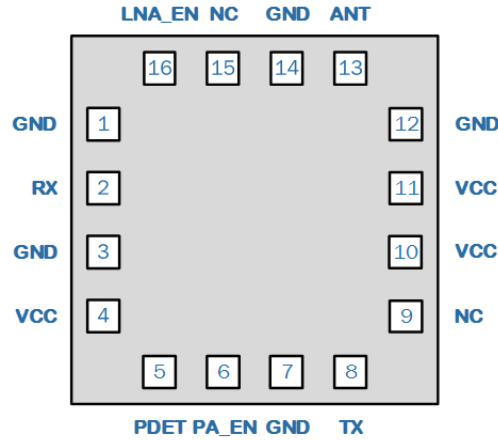 LNA_EN NC GND ANT
16 15 14 13
GND 1 12 GND
RX 2 11 VCC
GND 3 10 VCC
VCC 4 9 NC
5 6 7 8
PDET PA_EN GND TX